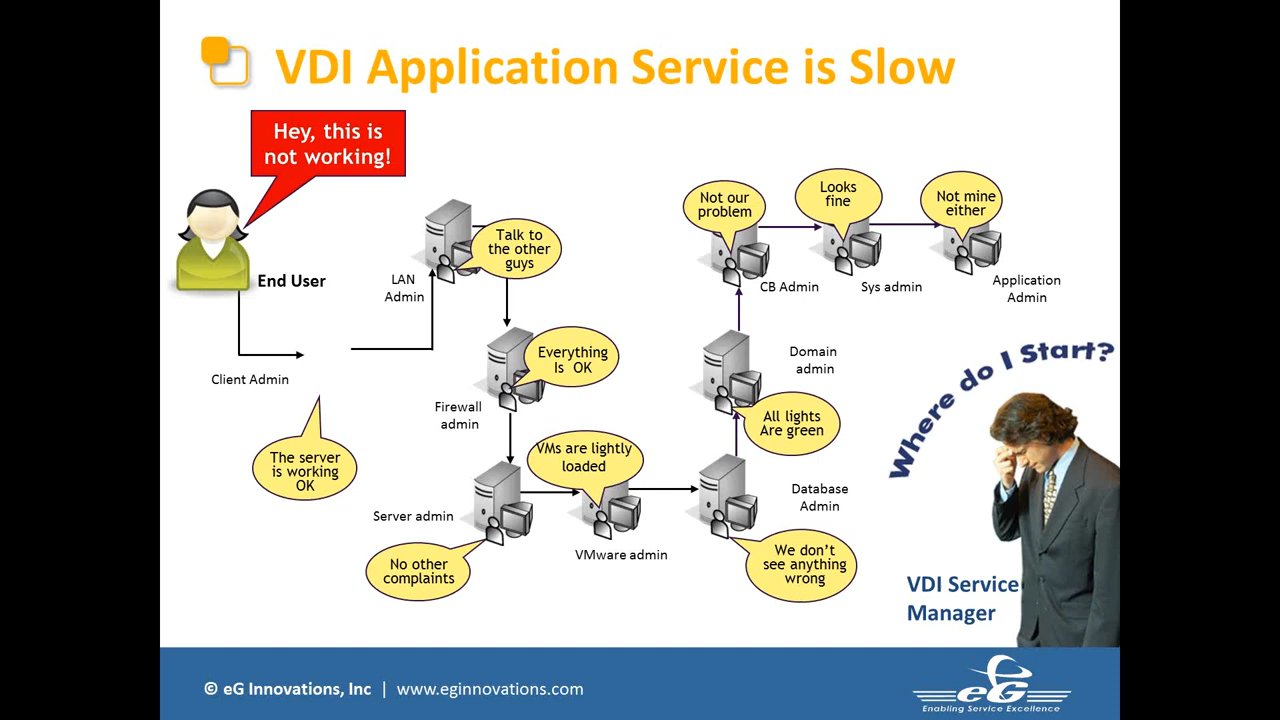 VDI Application Service is Slow
Hey, this is
not working!
End User
Client Admin
The server
is working
OK
LAN
Admin
Talk to
the other
guys
Everything
Is OK
Firewall
admin
Server admin
No other
complaints
VMs are lightly
loaded
VMware admin
Database
Admin
We don't
see anything
wrong
Domain
admin
All lights
Are green
Not our
problem
CB Admin
Looks
fine
Sys admin
Not mine
either
Application
Admin
Where do I Start?
VDI Service
Manager
© eG Innovations, Inc | www.eginnovations.com
eG
Enabling Service Excellence